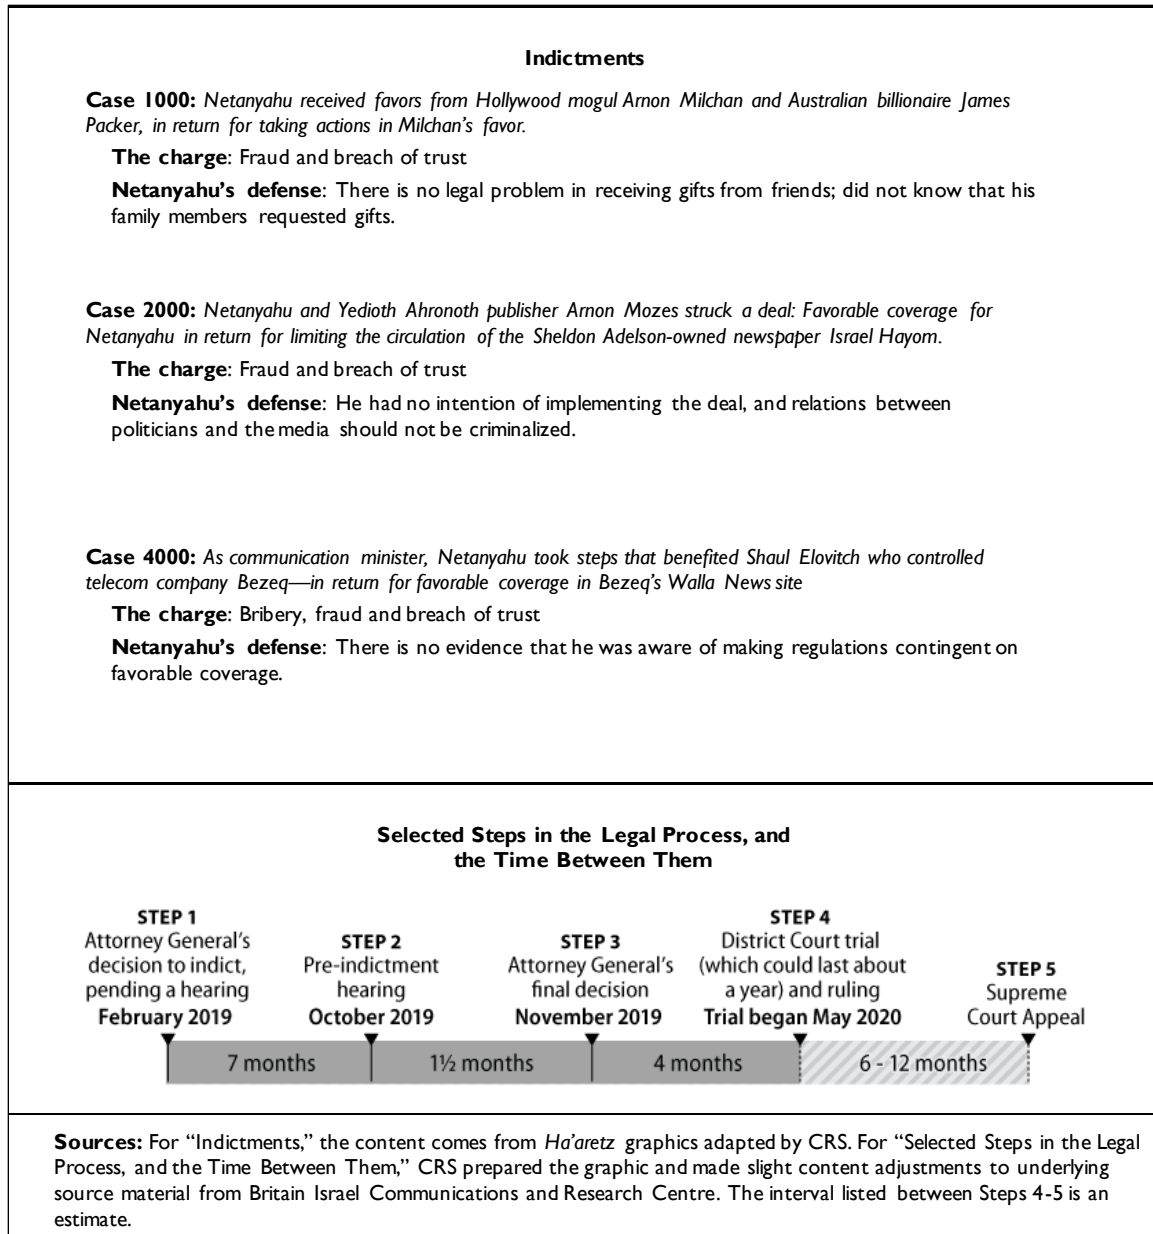 Indictments
Case 1000: Netanyahu received favors from Hollywood mogul Arnon Milchan and Australian billionaire James
Packer, in return for taking actions in Milchan's favor.
The charge: Fraud and breach of trust
Netanyahu's defense: There is no legal problem in receiving gifts from friends; did not know that his
family members requested gifts.
Case 2000: Netanyahu and Yedioth Ahronoth publisher Arnon Mozes struck a deal: Favorable coverage for
Netanyahu in return for limiting the circulation of the Sheldon Adelson-owned newspaper Israel Hayom.
The charge: Fraud and breach of trust
Netanyahu's defense: He had no intention of implementing the deal, and relations between
politicians and the media should not be criminalized.
Case 4000: As communication minister, Netanyahu took steps that benefited Shaul Elovitch who controlled
telecom company Bezeq—in return for favorable coverage in Bezeq's Walla News site
The charge: Bribery, fraud and breach of trust
Netanyahu's defense: There is no evidence that he was aware of making regulations contingent on
favorable coverage.
Selected Steps in the Legal Process, and
the Time Between Them
STEP 1
Attorney General's
decision to indict,
pending a hearing
February 2019
STEP 2
Pre-indictment
hearing
October 2019
STEP 3
Attorney General's
final decision
November 2019
STEP 4
District Court trial
(which could last about
a year) and ruling
Trial began May 2020
STEP 5
Supreme
Court Appeal
7 months
1½ months
4 months
6 - 12 months
Sources: For "Indictments," the content comes from Ha'aretz graphics adapted by CRS. For "Selected Steps in the Legal
Process, and the Time Between Them," CRS prepared the graphic and made slight content adjustments to underlying
source material from Britain Israel Communications and Research Centre. The interval listed between Steps 4-5 is an
estimate.